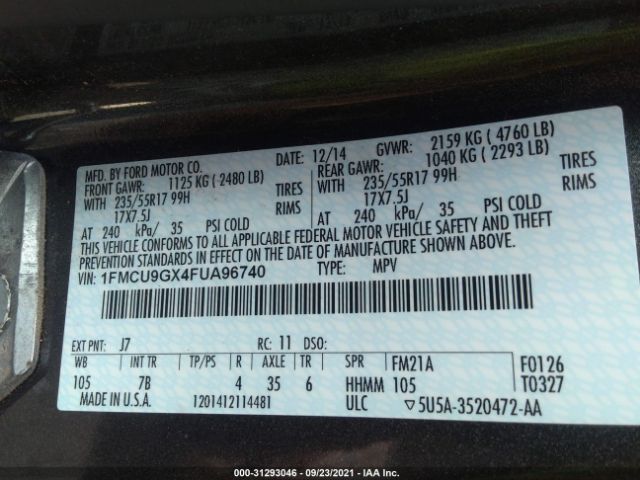 MFD. BY FORD MOTOR CO. DATE: 12/14 GVWR: 2159 KG ( 4760 LB)
FRONT GAWR: 1125 KG ( 2480 LB) REAR GAWR: 1040 KG ( 2293 LB)
WITH 235/55R17 99H TIRES WITH 235/55R17 99H TIRES
17X7.5J RIMS 17X7.5J RIMS
AT 240 kPa/ 35 PSI COLD AT 240 kPa/ 35 PSI COLD
THIS VEHICLE CONFORMS TO ALL APPLICABLE FEDERAL MOTOR VEHICLE SAFETY AND THEFT
PREVENTION STANDARDS IN EFFECT ON THE DATE OF MANUFACTURE SHOWN ABOVE.
VIN: 1FMCU9GX4FUA96740 TYPE: MPV
EXT PNT: J7 RC: 11 DSO:
WB INT TR TP/PS R AXLE TR SPR FM21A F0126
105 7B 4 35 6 HHMM 105 T0327
MADE IN U.S.A. 1201412114481 ULC ▽5U5A-3520472-AA
000-31293046 - 09/23/2021 - IAA Inc.